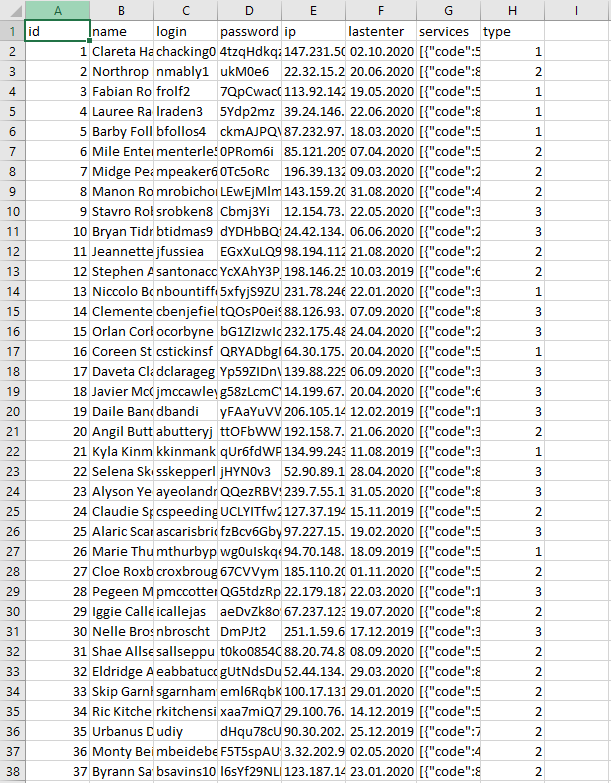 A B C D E F G H I
1 id name login password ip lastenter services type
2 1 Clareta Ha chacking0 4tzqHdkqz 147.231.50 02.10.2020 [{"code":5 1
3 2 Northrop nmably1 ukM0e6 22.32.15.2 20.06.2020 [{"code":8 2
4 3 Fabian Ro frolf2 7QpCwac0 113.92.142 19.05.2020 [{"code":5 1
5 4 Lauree Ra lraden3 5Ydp2mz 39.24.146. 22.06.2020 [{"code":8 1
6 5 Barby Foll bfollos4 ckmAJPQV 87.232.97. 18.03.2020 [{"code":5 1
7 6 Mile Enter menterle5 0PRom6i 85.121.209 07.04.2020 [{"code":5 2
8 7 Midge Pea mpeaker6 0Tc5oRc 196.39.132 09.03.2020 [{"code":2 2
9 8 Manon Ro mrobichor LEwEjMlm 143.159.20 31.08.2020 [{"code":4 2
10 9 Stavro Rob srobken8 Cbmj3Yi 12.154.73. 22.05.2020 [{"code":3 3
11 10 Bryan Tidr btidmas9 dYDHbBQ 24.42.134. 06.06.2020 [{"code":2 3
12 11 Jeannette jfussiea EGxXuLQ9 98.194.112 21.08.2020 [{"code":2 2
13 12 Stephen A santonacc YcXAhY3P 198.146.25 10.03.2019 [{"code":6 2
14 13 Niccolo Bo nbountiff 5xfyjS9ZU 231.78.246 22.01.2020 [{"code":3 1
15 14 Clemente cbenjefiel tQOsP0ei 88.126.93. 07.09.2020 [{"code":8 3
16 15 Orlan Corl ocorbyne bG1ZIzwIc 232.175.48 24.04.2020 [{"code":2 3
17 16 Coreen St cstickinsf QRYADbgl 64.30.175. 20.04.2020 [{"code":5 1
18 17 Daveta Cla dclarageg Yp59ZIDn 139.88.229 06.09.2020 [{"code":3 3
19 18 Javier McC jmccawley g58zLcmC 14.199.67. 20.04.2020 [{"code":6 3
20 19 Daile Band dbandi yFAaYuVV 206.105.14 12.02.2019 [{"code":1 3
21 20 Angil Butt abutteryj ttOFbWW 192.158.7. 21.06.2020 [{"code":2 2
22 21 Kyla Kinm kkinmank qUr6fdWP 134.99.243 11.08.2019 [{"code":3 1
23 22 Selena Ske sskepperl jHYN0v3 52.90.89.1 28.04.2020 [{"code":8 3
24 23 Alyson Ye ayeolandr QQezRBV 239.7.55.1 31.05.2020 [{"code":5 3
25 24 Claudie Sp cspeeding UCLYITfw2 127.37.194 15.11.2019 [{"code":5 2
26 25 Alaric Scar ascarisbric fzBcv6Gby 97.227.15. 19.02.2019 [{"code":5 3
27 26 Marie Thu mthurbyp wg0uIskq 94.70.148. 18.09.2019 [{"code":5 1
28 27 Cloe Roxb croxbroug 67CVVym 185.110.20 01.11.2020 [{"code":5 2
29 28 Pegeen M pmccotter QG5tdzRp 22.179.187 22.03.2020 [{"code":1 3
30 29 Iggie Calle icallejas aeDvZk8o 67.237.123 19.07.2020 [{"code":8 2
31 30 Nelle Bros nbroscht DmPJt2 251.1.59.6 17.12.2019 [{"code":3 3
32 31 Shae Allse sallseppu t0ko0854C 88.20.74.8 08.09.2020 [{"code":5 2
33 32 Eldridge A eabbatucc gUtNdsDu 52.44.134. 29.03.2020 [{"code":8 2
34 33 Skip Garnh sgarnham eml6RqbK 100.17.131 29.01.2020 [{"code":5 2
35 34 Ric Kitche rkitchensi xaa7miQ7 29.100.76. 14.12.2019 [{"code":5 2
36 35 Urbanus D udiy dHqu78cU 90.30.202. 25.12.2019 [{"code":7 2
37 36 Monty Bei mbeidebe F5T5spAU 3.32.202.9 02.05.2020 [{"code":4 2
38 37 Byrann Sa bsavins10 l6sYf29NL 123.187.14 23.01.2020 [{"code":8 2